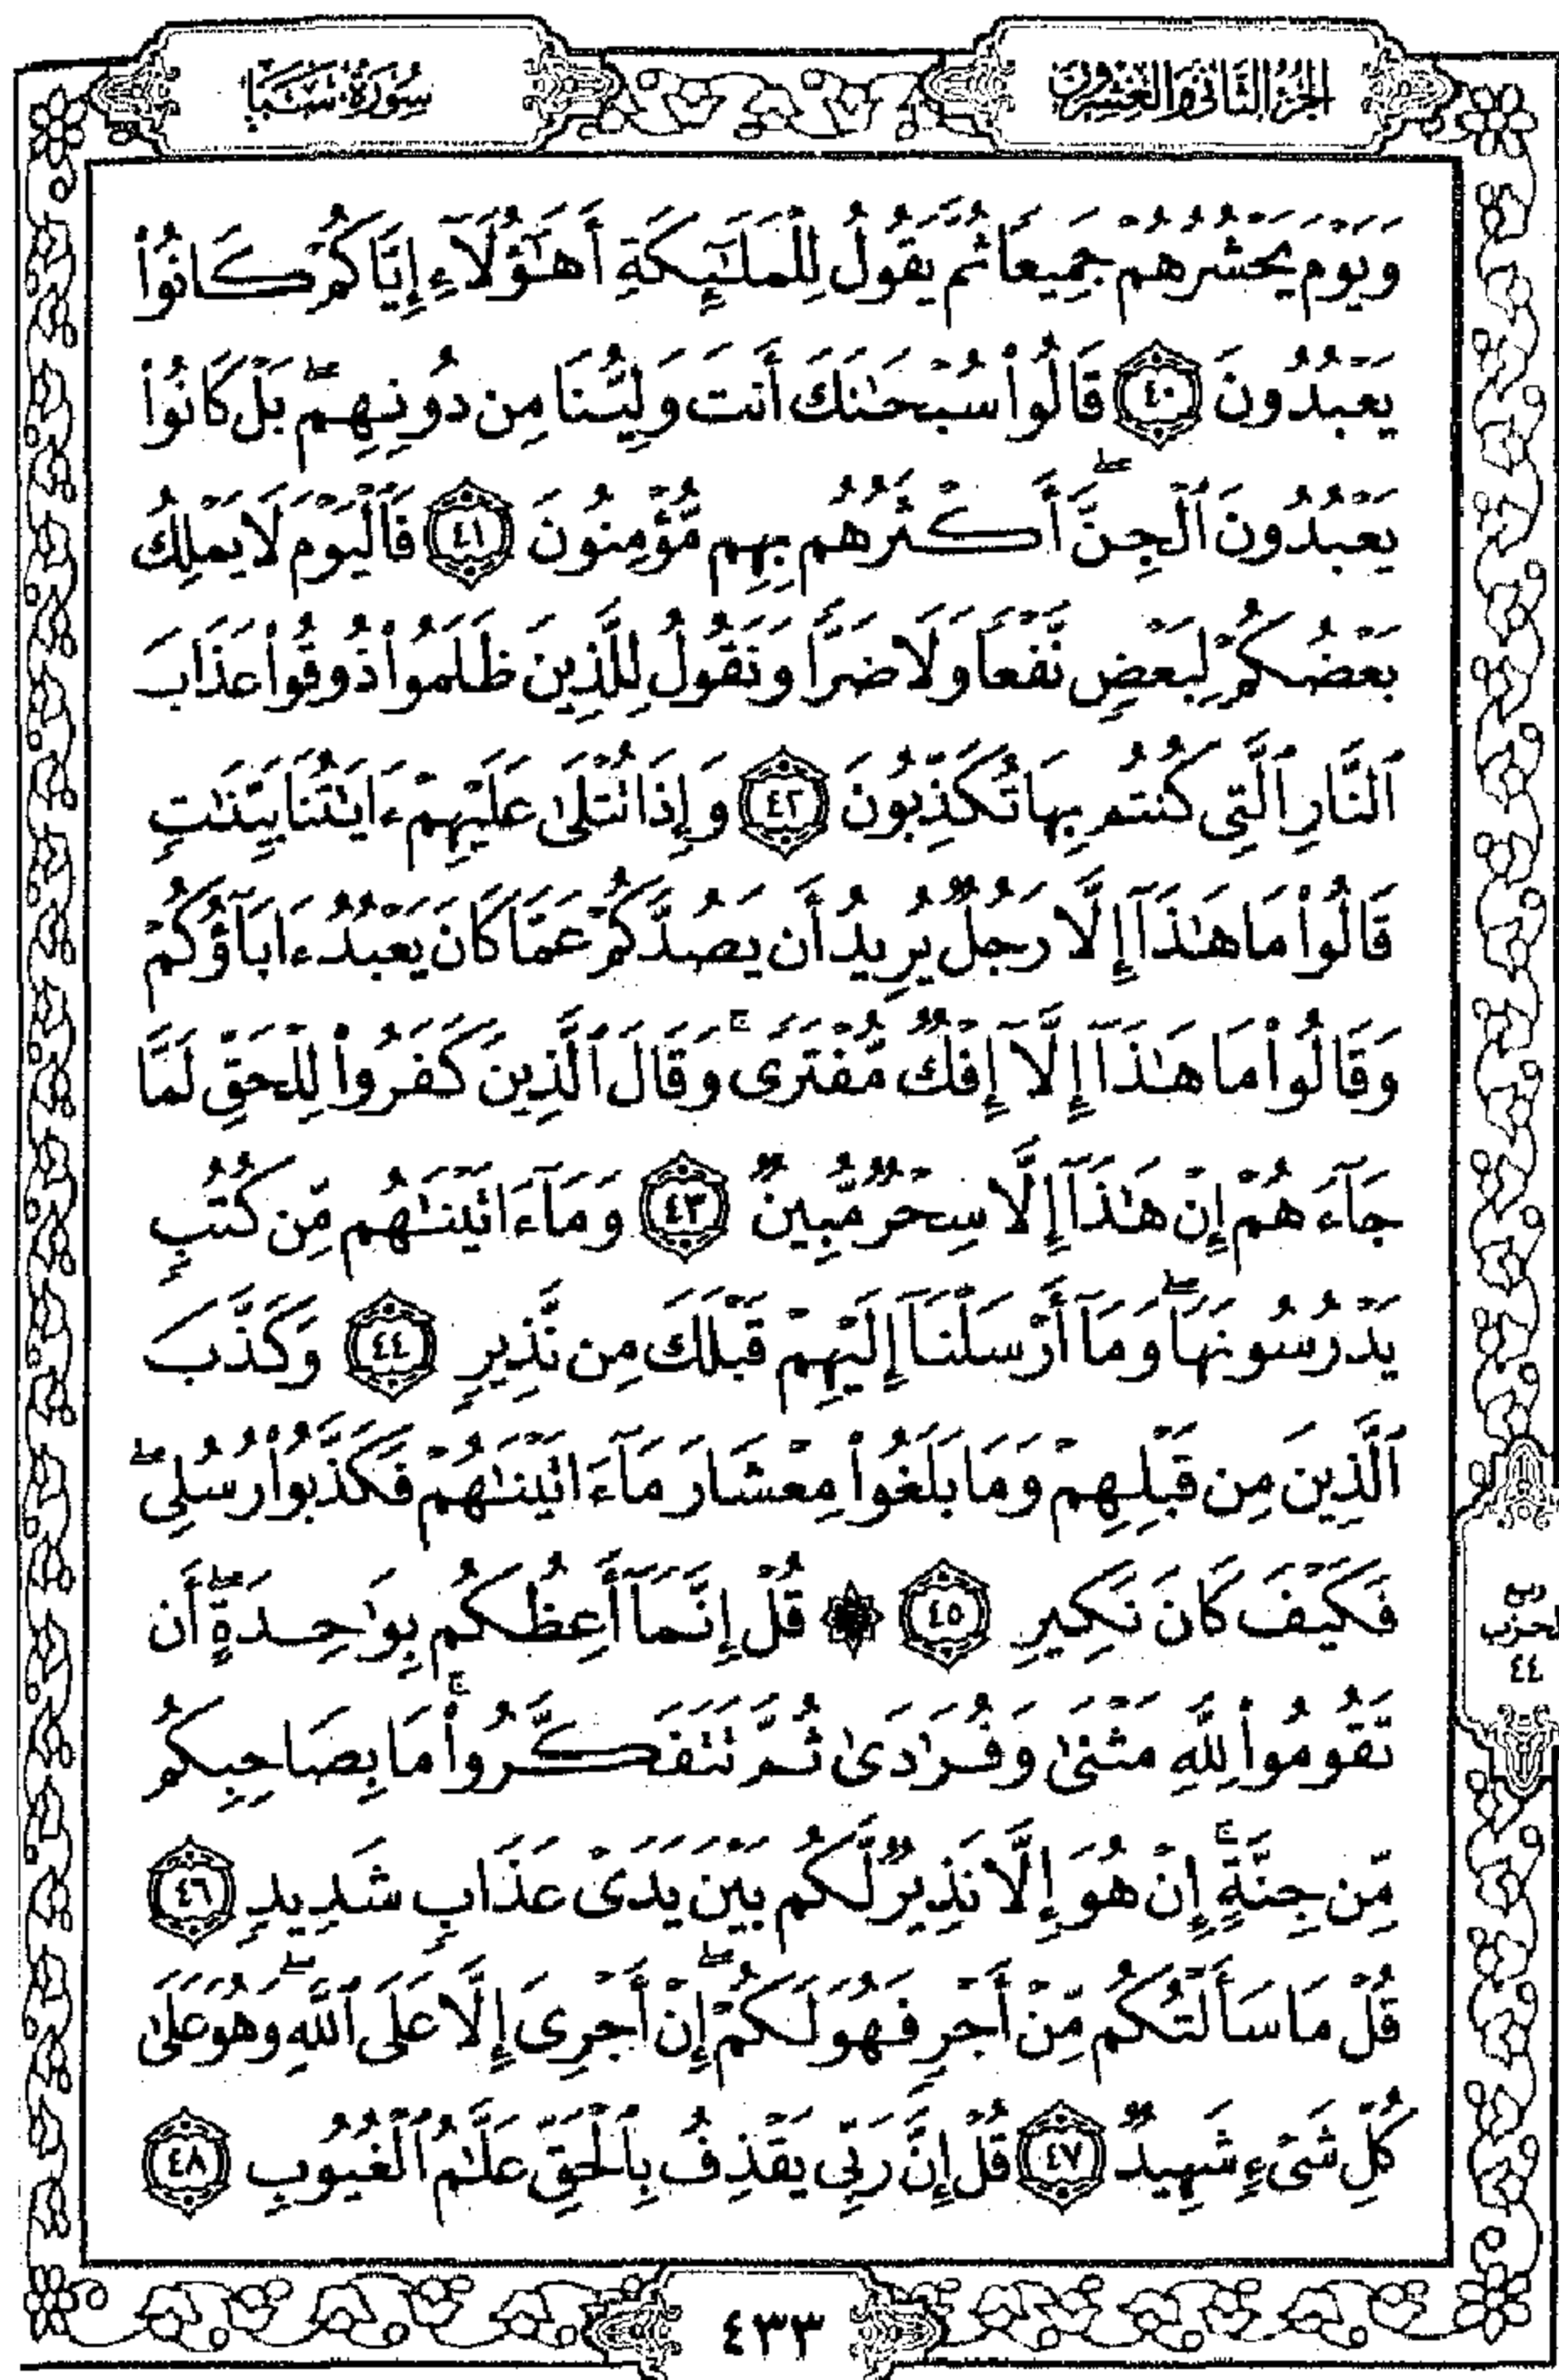 الجزء الثاني والعشرون
سورة سبأ
وَيَوْمَ يَحْشُرُهُمْ جَمِيعًا ثُمَّ يَقُولُ لِلْمَلَـٰٓئِكَةِ أَهَـٰٓؤُلَآءِ إِيَّاكُمْ كَانُوا۟
يَعْبُدُونَ ٤٠ قَالُوا۟ سُبْحَـٰنَكَ أَنتَ وَلِيُّنَا مِن دُونِهِم ۖ بَلْ كَانُوا۟
يَعْبُدُونَ ٱلْجِنَّ ۖ أَكْثَرُهُم بِهِم مُّؤْمِنُونَ ٤١ فَٱلْيَوْمَ لَا يَمْلِكُ
بَعْضُكُمْ لِبَعْضٍ نَّفْعًا وَلَا ضَرًّا وَنَقُولُ لِلَّذِينَ ظَلَمُوا۟ ذُوقُوا۟ عَذَابَ
ٱلنَّارِ ٱلَّتِى كُنتُم بِهَا تُكَذِّبُونَ ٤٢ وَإِذَا تُتْلَىٰ عَلَيْهِمْ ءَايَـٰتُنَا بَيِّنَـٰتٍ
قَالُوا۟ مَا هَـٰذَآ إِلَّا رَجُلٌ يُرِيدُ أَن يَصُدَّكُمْ عَمَّا كَانَ يَعْبُدُ ءَابَآؤُكُمْ
وَقَالُوا۟ مَا هَـٰذَآ إِلَّآ إِفْكٌ مُّفْتَرًى ۚ وَقَالَ ٱلَّذِينَ كَفَرُوا۟ لِلْحَقِّ لَمَّا
جَآءَهُمْ إِنْ هَـٰذَآ إِلَّا سِحْرٌ مُّبِينٌ ٤٣ وَمَآ ءَاتَيْنَـٰهُم مِّن كُتُبٍ
يَدْرُسُونَهَا ۖ وَمَآ أَرْسَلْنَآ إِلَيْهِمْ قَبْلَكَ مِن نَّذِيرٍ ٤٤ وَكَذَّبَ
ٱلَّذِينَ مِن قَبْلِهِمْ وَمَا بَلَغُوا۟ مِعْشَارَ مَآ ءَاتَيْنَـٰهُمْ فَكَذَّبُوا۟ رُسُلِى ۖ
فَكَيْفَ كَانَ نَكِيرِ ٤٥ ۞ قُلْ إِنَّمَآ أَعِظُكُم بِوَٰحِدَةٍ ۖ أَن
تَقُومُوا۟ لِلَّهِ مَثْنَىٰ وَفُرَٰدَىٰ ثُمَّ تَتَفَكَّرُوا۟ ۚ مَا بِصَاحِبِكُم
مِّن جِنَّةٍ ۚ إِنْ هُوَ إِلَّا نَذِيرٌ لَّكُم بَيْنَ يَدَىْ عَذَابٍ شَدِيدٍ ٤٦
قُلْ مَا سَأَلْتُكُم مِّنْ أَجْرٍ فَهُوَ لَكُمْ ۖ إِنْ أَجْرِىَ إِلَّا عَلَى ٱللَّهِ ۖ وَهُوَ عَلَىٰ
كُلِّ شَىْءٍ شَهِيدٌ ٤٧ قُلْ إِنَّ رَبِّى يَقْذِفُ بِٱلْحَقِّ عَلَّـٰمُ ٱلْغُيُوبِ ٤٨
ربع
الحزب
٤٤
٤٣٣